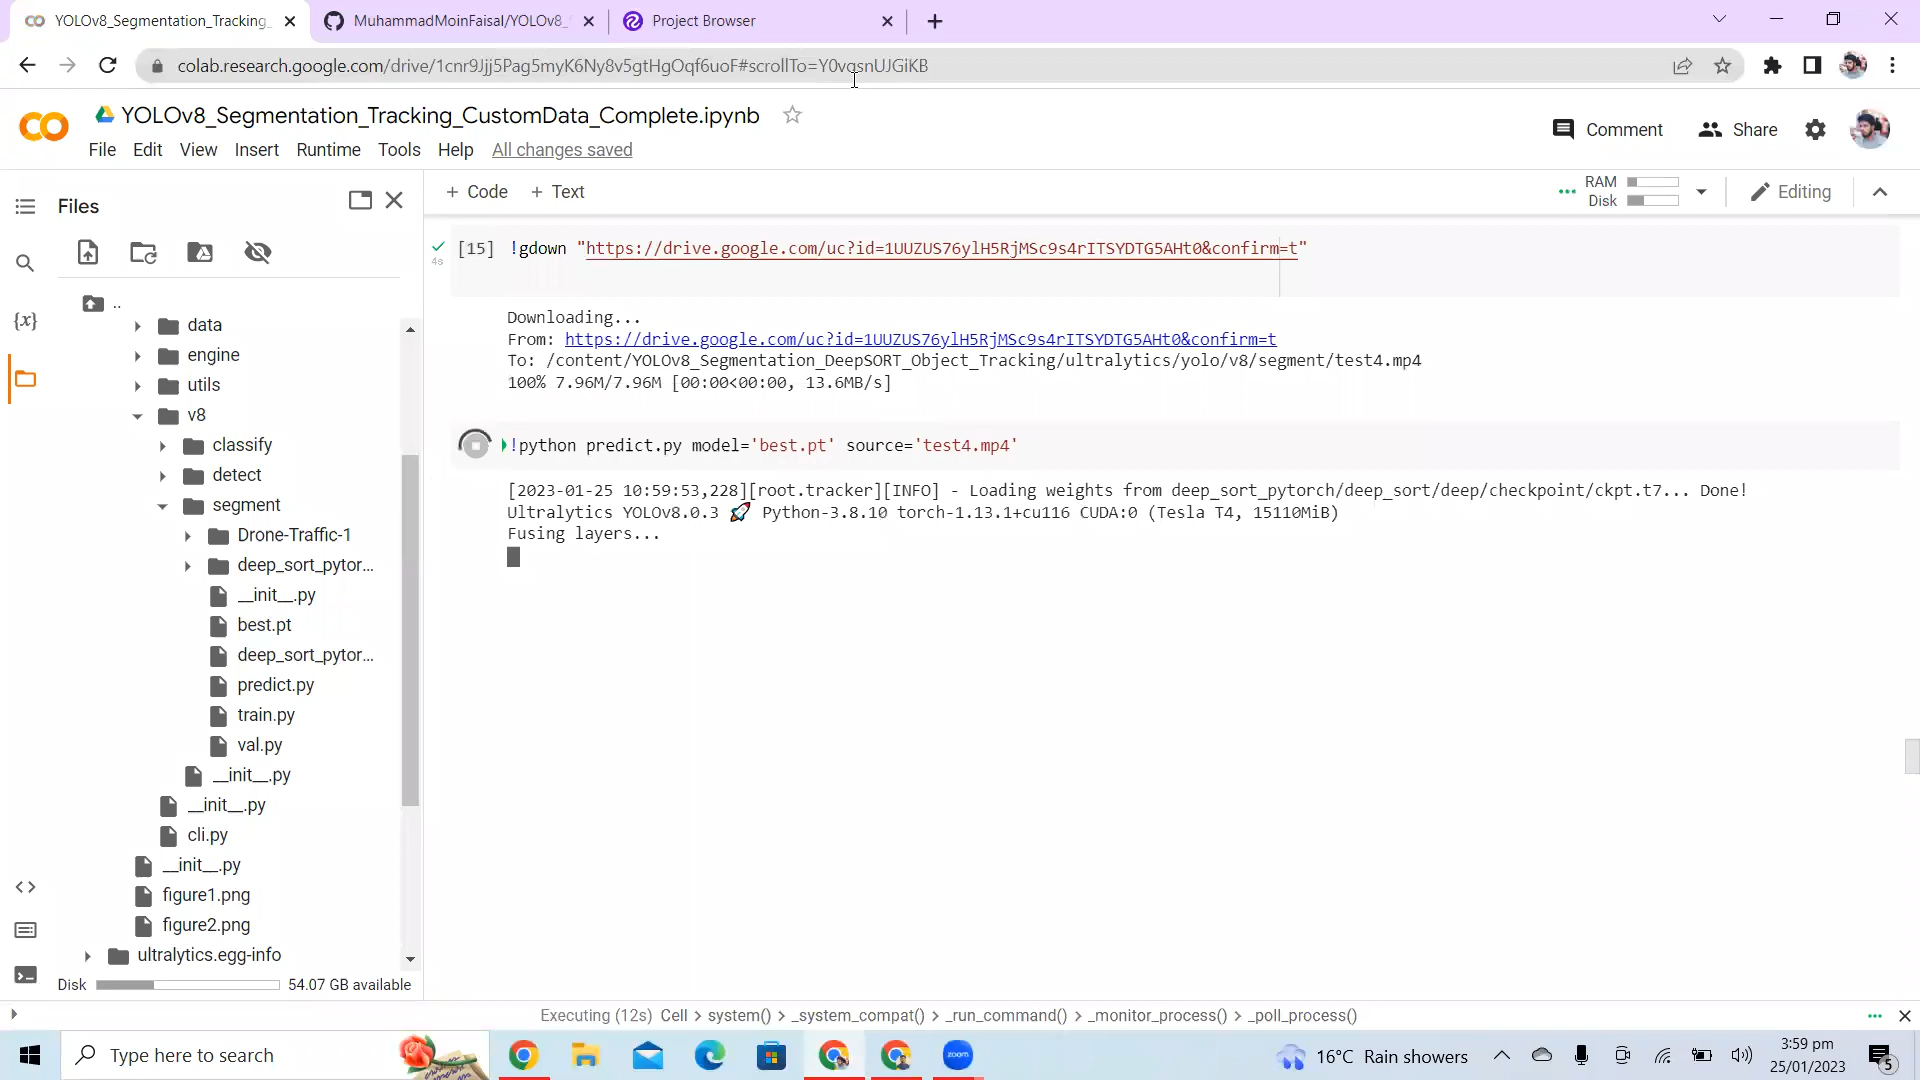 YOLOv8_Segmentation_Tracking_
MuhammadMoinFaisal/YOLOv8_
Project Browser
colab.research.google.com/drive/1cnr9Jjj5Pag5myK6Ny8v5gtHgOqf6uoF#scrollTo=Y0vqsnUJGiKB
YOLOv8_Segmentation_Tracking_CustomData_Complete.ipynb
Comment
Share
File Edit View Insert Runtime Tools Help All changes saved
Files
+ Code + Text
RAM
Disk
Editing
[15] !gdown "https://drive.google.com/uc?id=1UUZUS76ylH5RjMSc9s4rITSYDTG5AHt0&confirm=t"
4s
Downloading...
From: https://drive.google.com/uc?id=1UUZUS76ylH5RjMSc9s4rITSYDTG5AHt0&confirm=t
To: /content/YOLOv8_Segmentation_DeepSORT_Object_Tracking/ultralytics/yolo/v8/segment/test4.mp4
100% 7.96M/7.96M [00:00<00:00, 13.6MB/s]
!python predict.py model='best.pt' source='test4.mp4'
[2023-01-25 10:59:53,228][root.tracker][INFO] - Loading weights from deep_sort_pytorch/deep_sort/deep/checkpoint/ckpt.t7... Done!
Ultralytics YOLOv8.0.3 🚀 Python-3.8.10 torch-1.13.1+cu116 CUDA:0 (Tesla T4, 15110MiB)
Fusing layers...
{x}
..
data
engine
utils
v8
classify
detect
segment
Drone-Traffic-1
deep_sort_pytor...
__init__.py
best.pt
deep_sort_pytor...
predict.py
train.py
val.py
__init__.py
__init__.py
cli.py
__init__.py
figure1.png
figure2.png
ultralytics.egg-info
Disk 54.07 GB available
Executing (12s) Cell > system() > _system_compat() > _run_command() > _monitor_process() > _poll_process()
Type here to search
zoom
16°C Rain showers
3:59 pm
25/01/2023
5